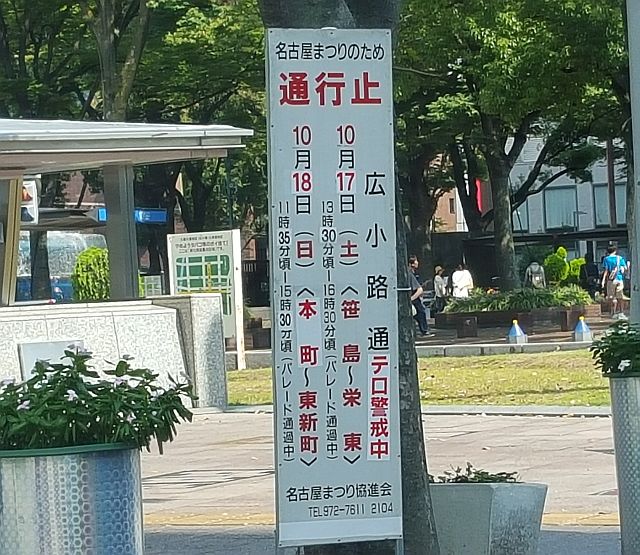 名古屋まつりのため
通行止
広小路通
テロ警戒中
10月17日(土)〈笹島〜栄東〉
13時30分頃〜16時30分頃(パレード通過中)
10月18日(日)〈本町〜東新町〉
11時35分頃〜15時30分頃(パレード通過中)
名古屋まつり協進会
TEL972-7611 2104